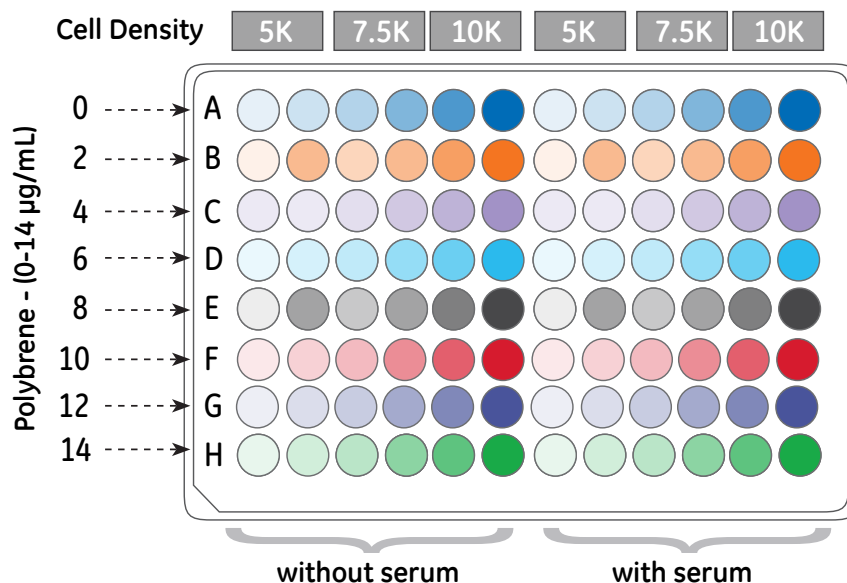 Cell Density 5K 7.5K 10K 5K 7.5K 10K
Polybrene - (0-14 µg/mL)
0 A
2 B
4 C
6 D
8 E
10 F
12 G
14 H
without serum with serum